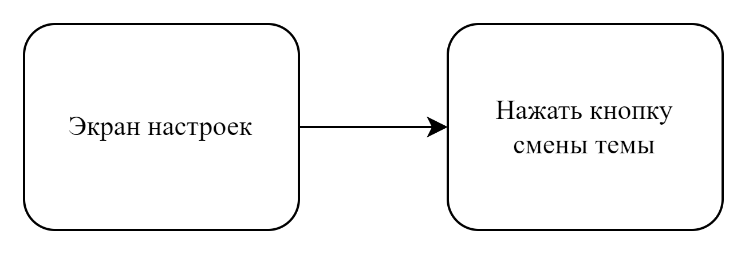 Экран настроек
Нажать кнопку
смены темы